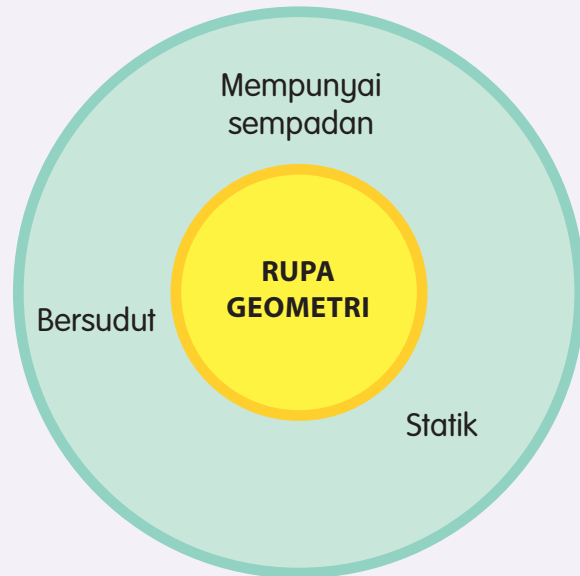 Mempunyai
sempadan
RUPA
GEOMETRI
Bersudut
Statik